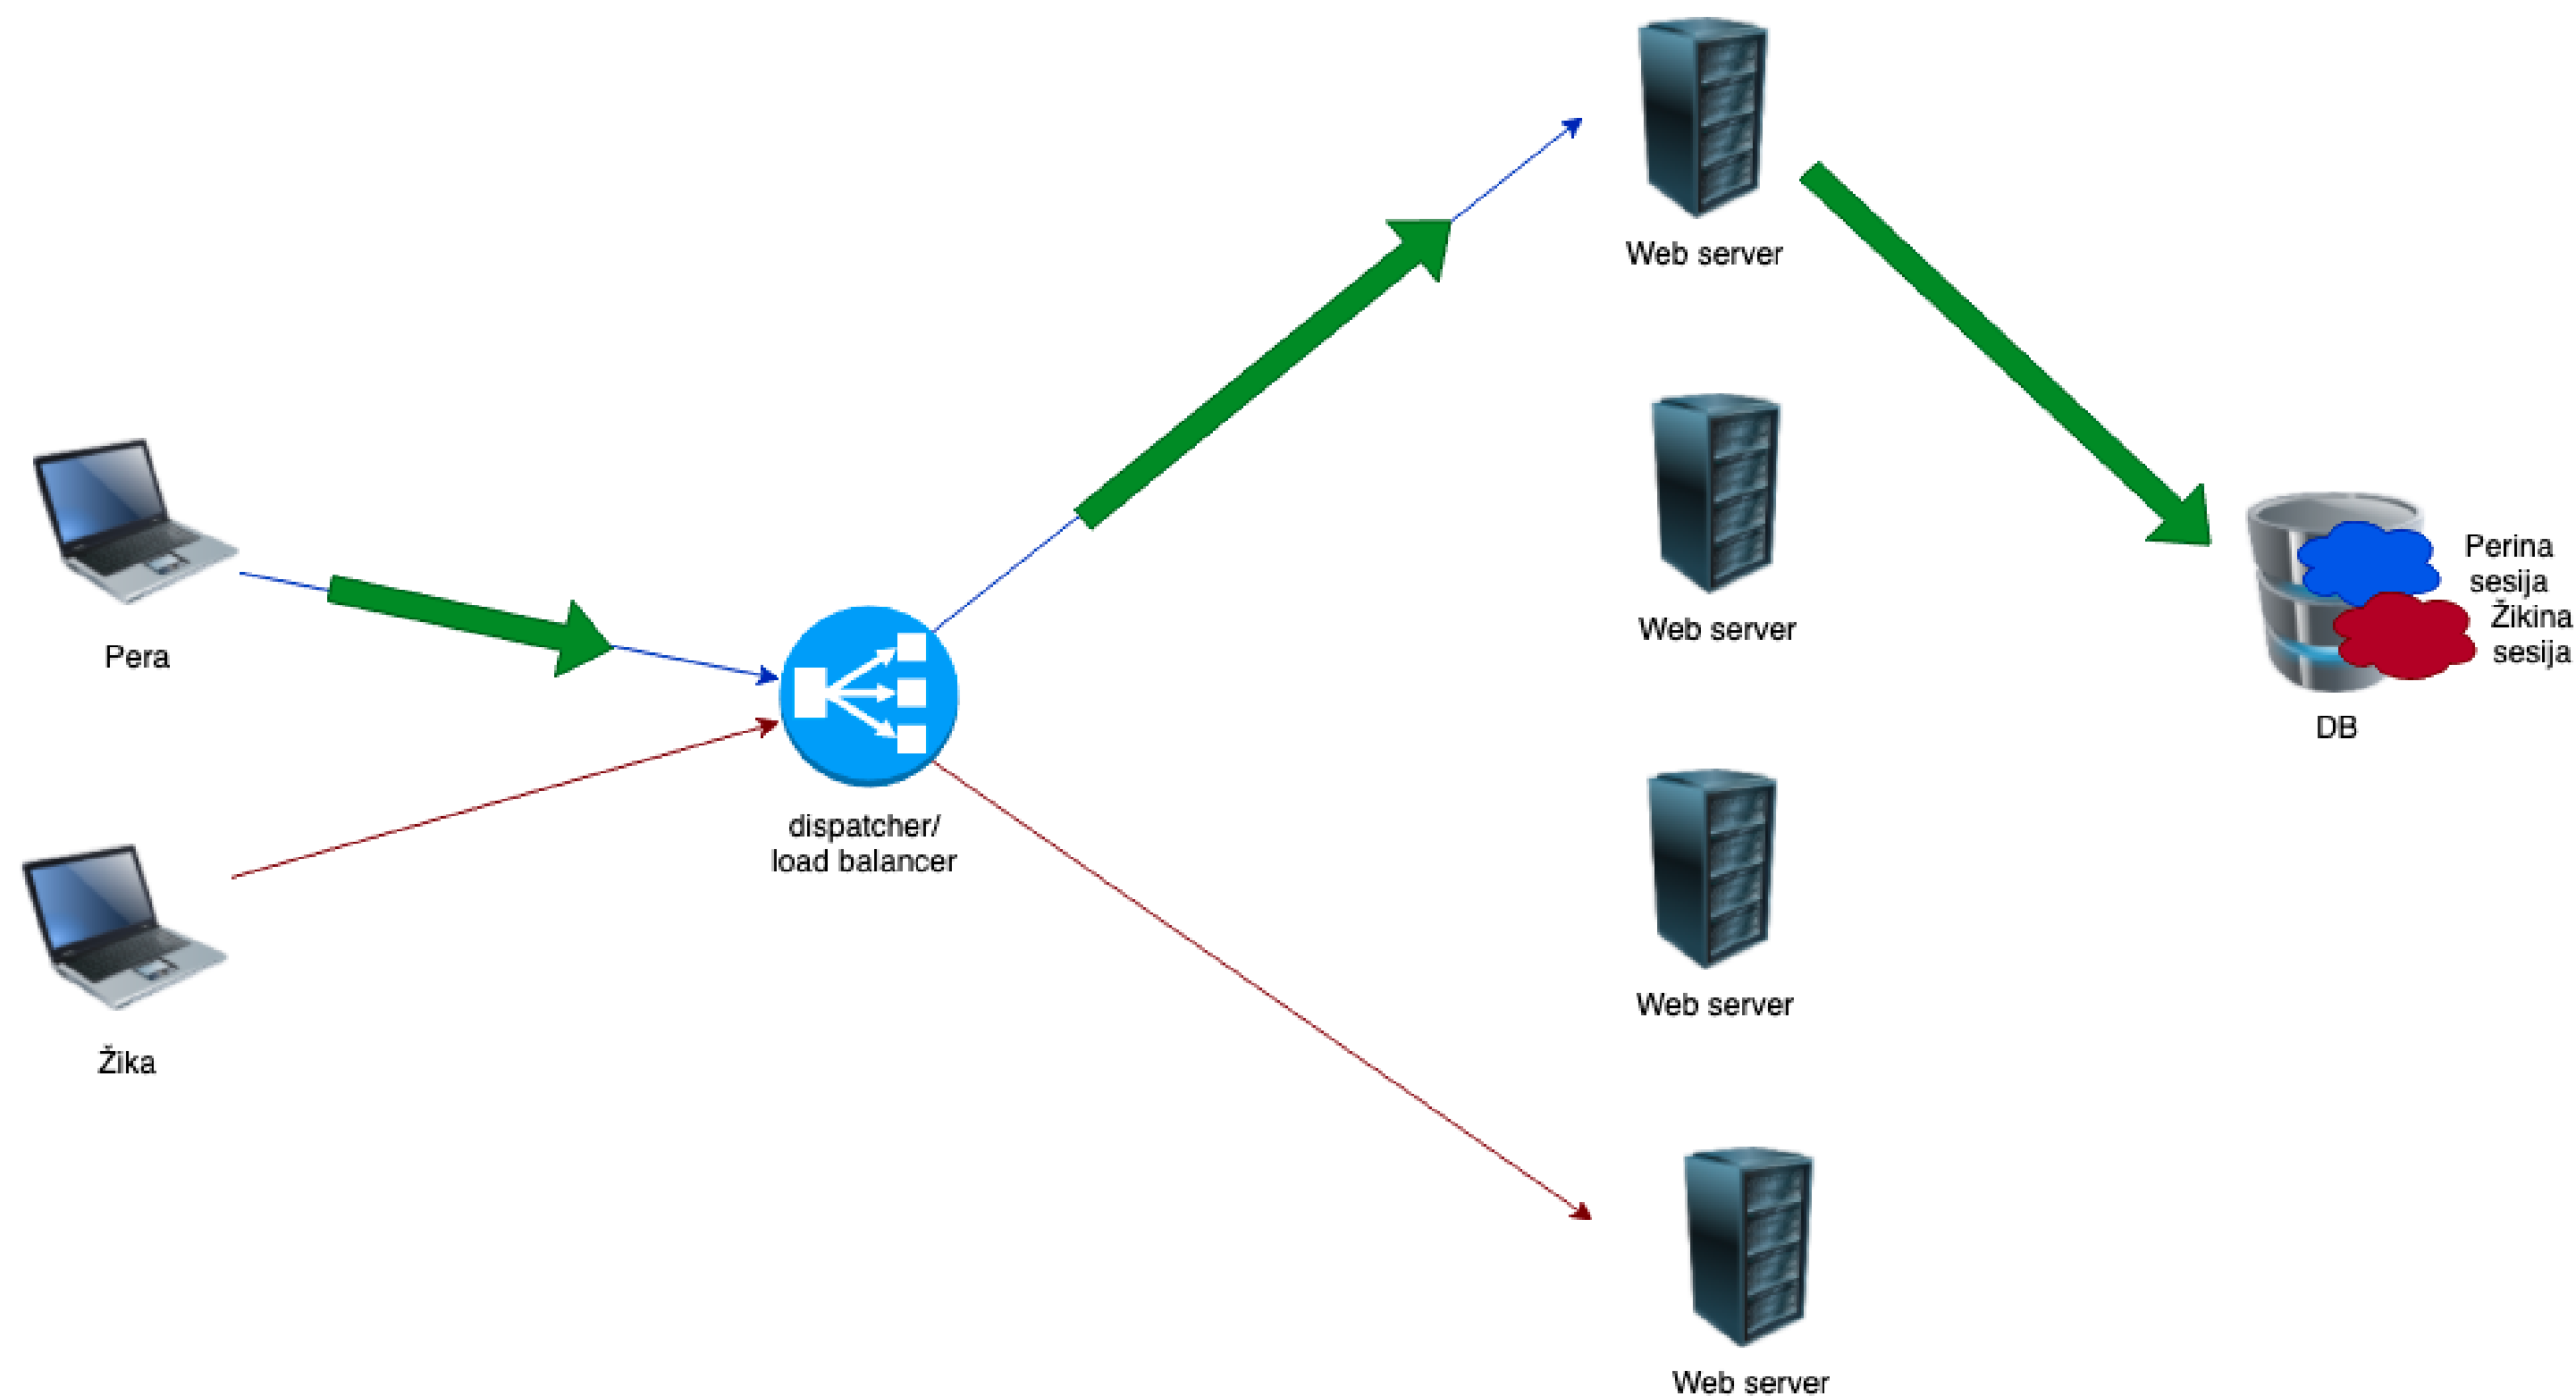 Web server
Web server
Pera
Perina
sesija
Žikina
sesija
DB
dispatcher/
load balancer
Web server
Žika
Web server